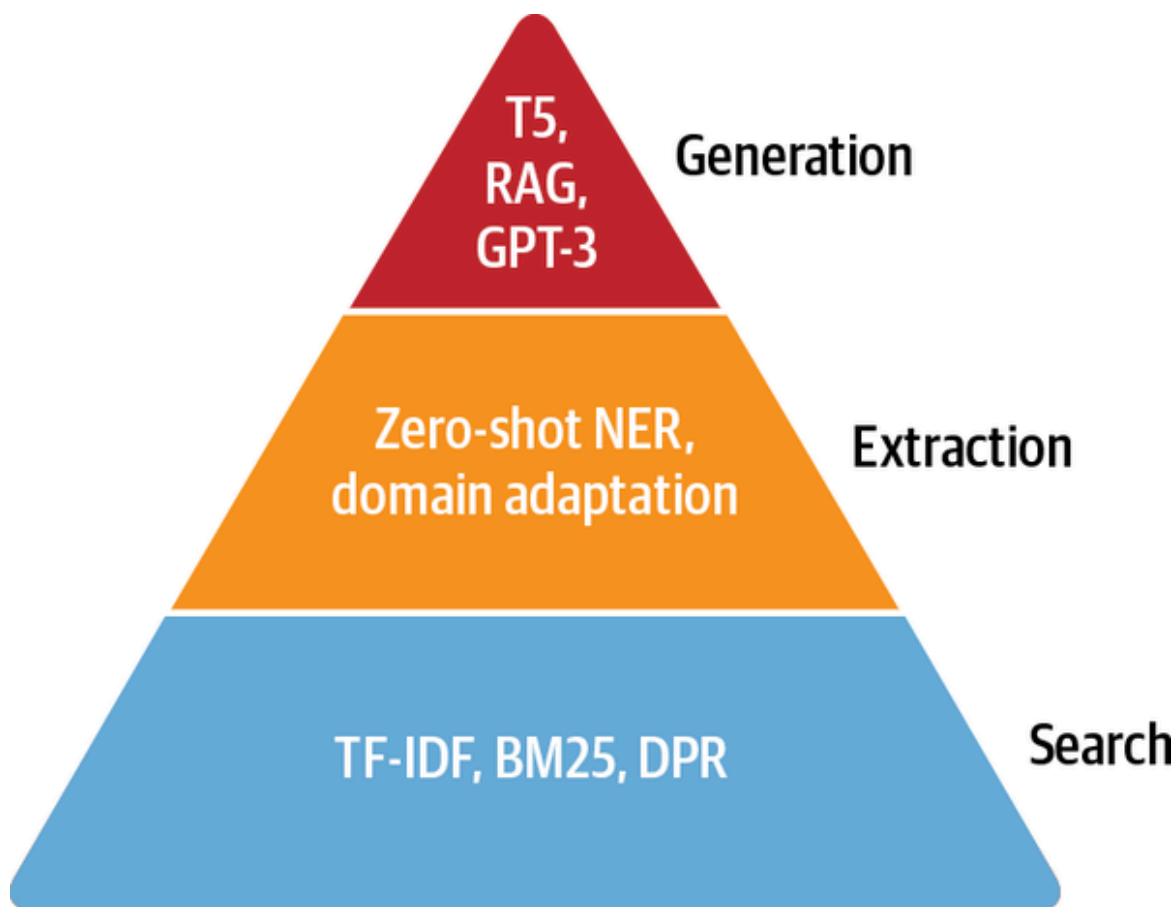 T5,
RAG,
GPT-3
Generation
Zero-shot NER,
domain adaptation
Extraction
TF-IDF, BM25, DPR
Search